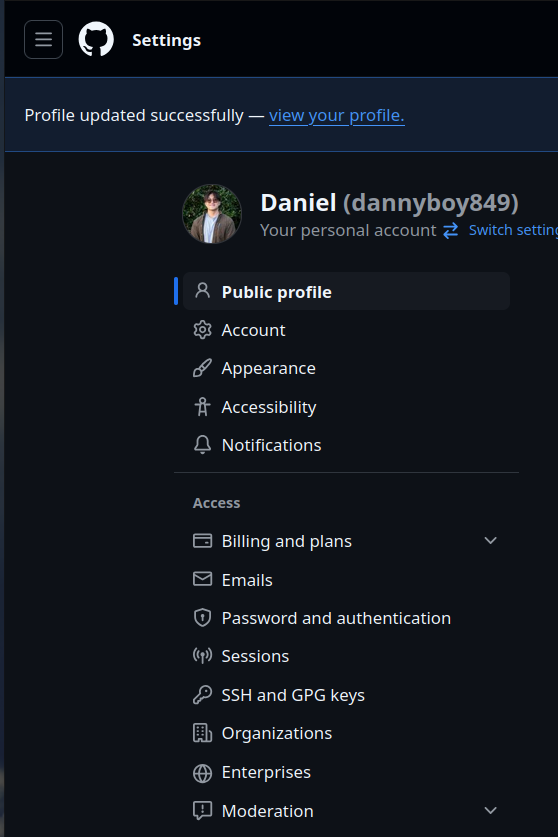 Settings
Profile updated successfully — view your profile.
Daniel (dannyboy849)
Your personal account Switch
Public profile
Account
Appearance
Accessibility
Notifications
Access
Billing and plans
Emails
Password and authentication
Sessions
SSH and GPG keys
Organizations
Enterprises
Moderation